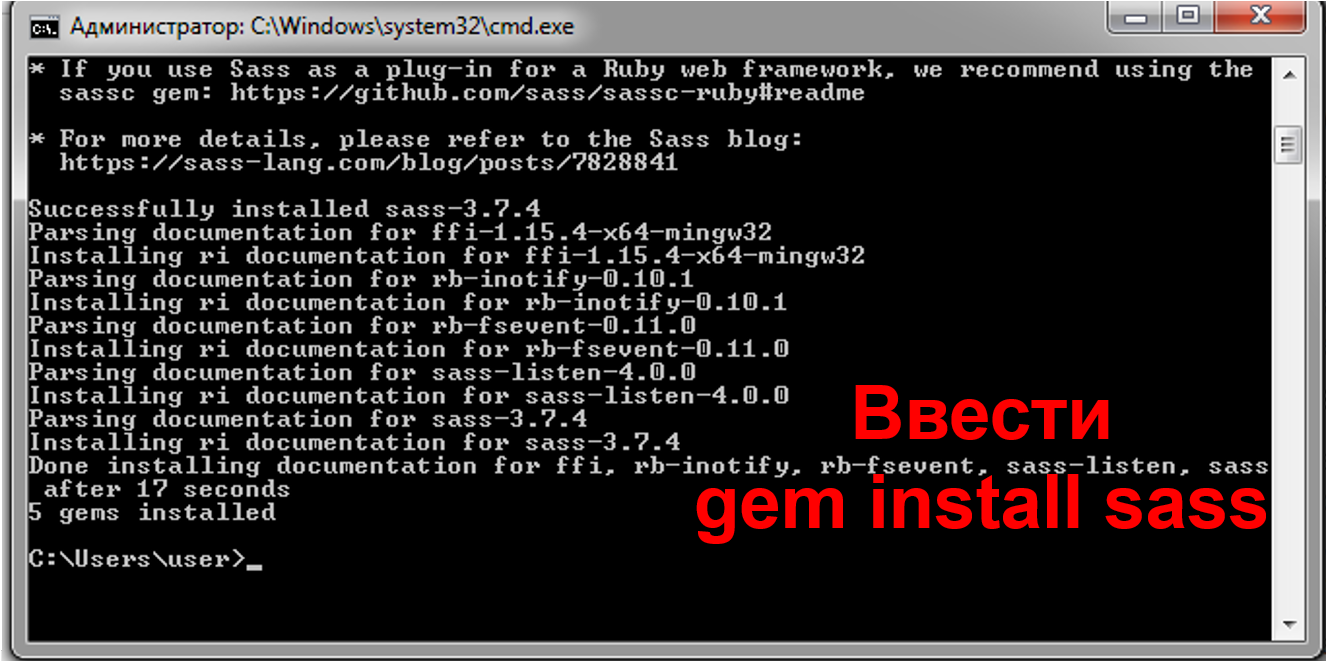 Администратор: C:\Windows\system32\cmd.exe
* If you use Sass as a plug-in for a Ruby web framework, we recommend using the
sassc gem: https://github.com/sass/sassc-ruby#readme
* For more details, please refer to the Sass blog:
https://sass-lang.com/blog/posts/7828841
Successfully installed sass-3.7.4
Parsing documentation for ffi-1.15.4-x64-mingw32
Installing ri documentation for ffi-1.15.4-x64-mingw32
Parsing documentation for rb-inotify-0.10.1
Installing ri documentation for rb-inotify-0.10.1
Parsing documentation for rb-fsevent-0.11.0
Installing ri documentation for rb-fsevent-0.11.0
Parsing documentation for sass-listen-4.0.0
Installing ri documentation for sass-listen-4.0.0
Parsing documentation for sass-3.7.4
Installing ri documentation for sass-3.7.4
Done installing documentation for ffi, rb-inotify, rb-fsevent, sass-listen, sass
after 17 seconds
5 gems installed
C:\Users\user>_
Ввести
gem install sass